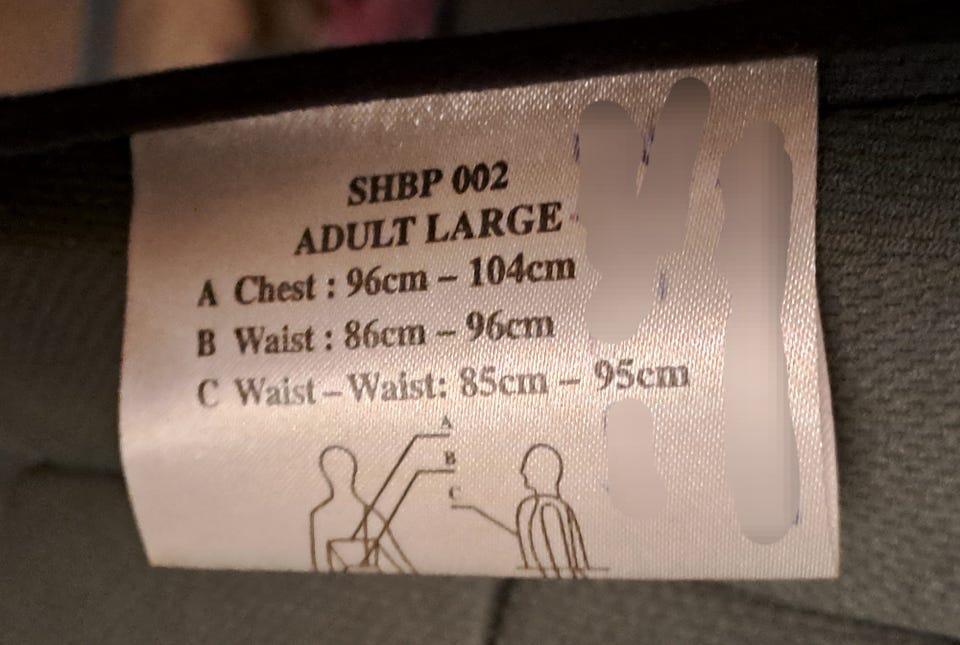 SHBP 002
ADULT LARGE
A Chest : 96cm – 104cm
B Waist : 86cm – 96cm
C Waist – Waist: 85cm – 95cm
A
B
C